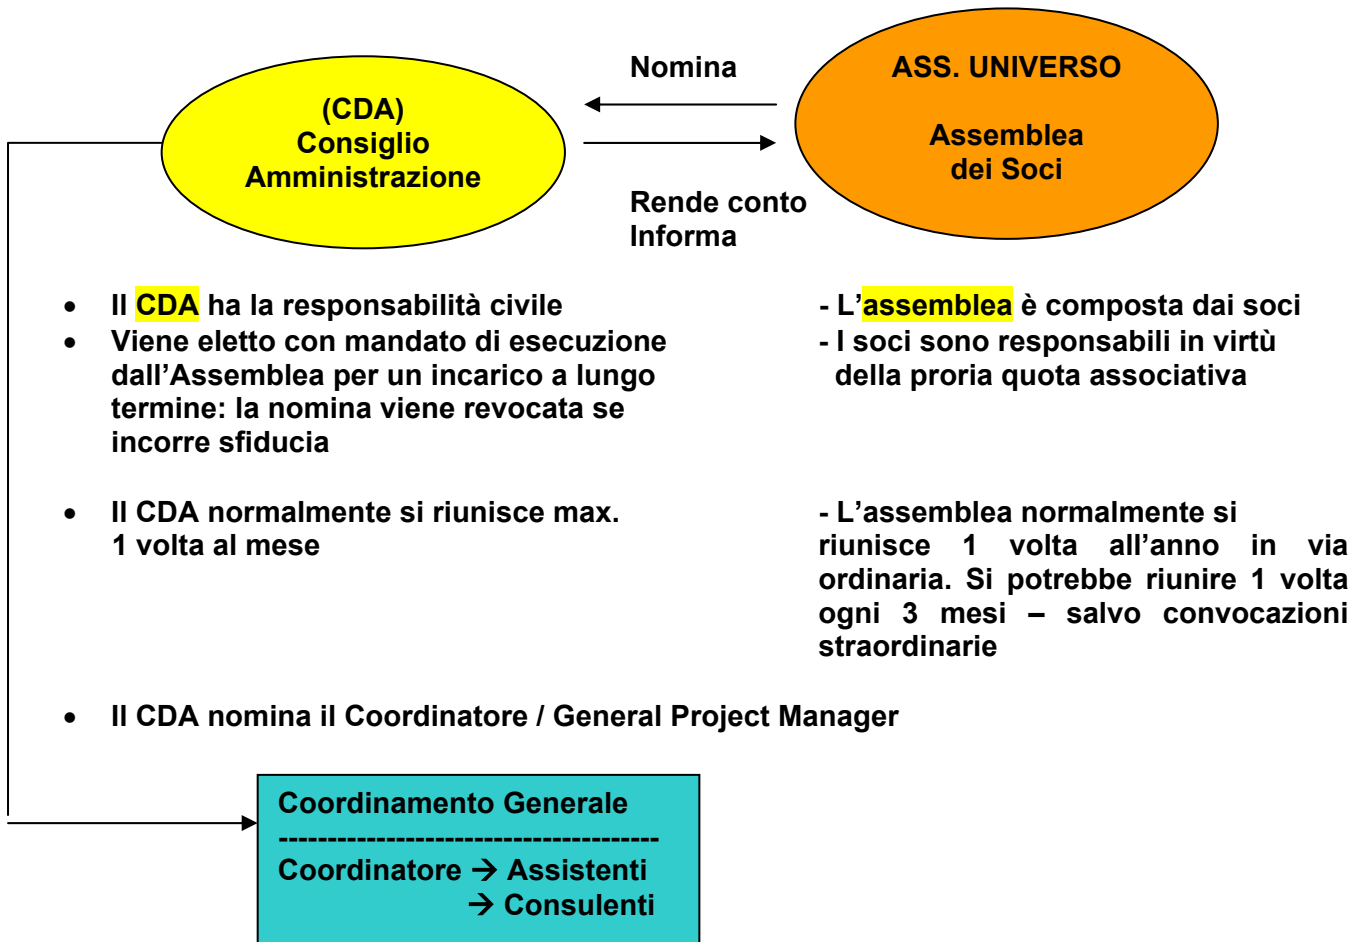 Nomina
ASS. UNIVERSO
(CDA)
Consiglio
Amministrazione
Assemblea
dei Soci
Rende conto
Informa
• Il CDA ha la responsabilità civile
• Viene eletto con mandato di esecuzione
dall’Assemblea per un incarico a lungo
termine: la nomina viene revocata se
incorre sfiducia
- L’assemblea è composta dai soci
- I soci sono responsabili in virtù
della proria quota associativa
• Il CDA normalmente si riunisce max.
1 volta al mese
- L’assemblea normalmente si
riunisce 1 volta all’anno in via
ordinaria. Si potrebbe riunire 1 volta
ogni 3 mesi – salvo convocazioni
straordinarie
• Il CDA nomina il Coordinatore / General Project Manager
Coordinamento Generale
---------------------------------------
Coordinatore → Assistenti
→ Consulenti